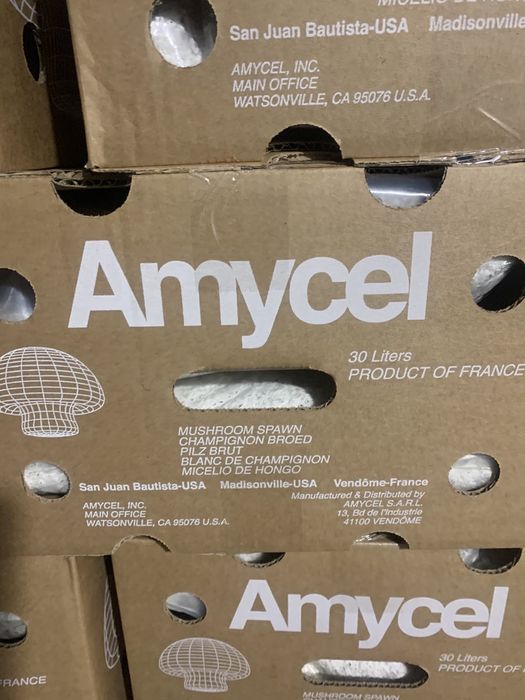 San Juan Bautista-USA Madisonville
AMYCEL, INC.
MAIN OFFICE
WATSONVILLE, CA 95076 U.S.A.
Amycel
30 Liters
PRODUCT OF FRANCE
MUSHROOM SPAWN
CHAMPIGNON BROED
PILZ BRUT
BLANC DE CHAMPIGNON
MICELIO DE HONGO
San Juan Bautista-USA Madisonville-USA Vendôme-France
AMYCEL, INC.
MAIN OFFICE
WATSONVILLE, CA 95076 U.S.A.
Manufactured & Distributed by
AMYCEL S.A.R.L.
13, Bd de l'Industrie
41100 VENDÔME
Amycel
30 Liters
PRODUCT OF
FRANCE
MUSHROOM SPAWN